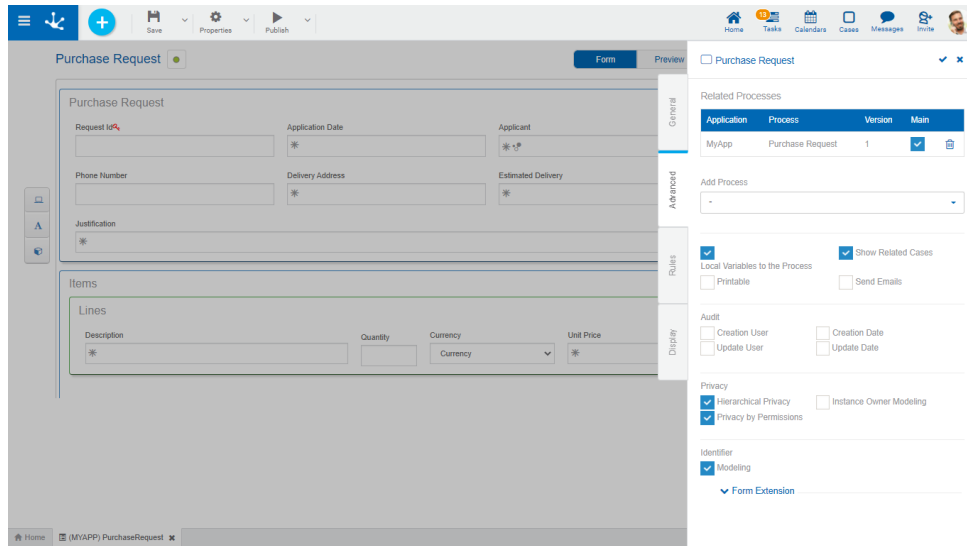 Save
Properties
Publish
Home
13
Tasks
Calendars
Cases
Messages
Invite
Purchase Request
Form
Preview
Purchase Request
Request Id
Application Date
Applicant
Phone Number
Delivery Address
Estimated Delivery
A
Justification
Items
Lines
Description
Quantity
Currency
Unit Price
Currency
General
Advanced
Rules
Display
Purchase Request
Related Processes
Application Process Version Main
MyApp Purchase Request 1
Add Process
-
Show Related Cases
Local Variables to the Process
Printable
Send Emails
Audit
Creation User
Creation Date
Update User
Update Date
Privacy
Hierarchical Privacy
Instance Owner Modeling
Privacy by Permissions
Identifier
Modeling
Form Extension
Home
(MYAPP) PurchaseRequest